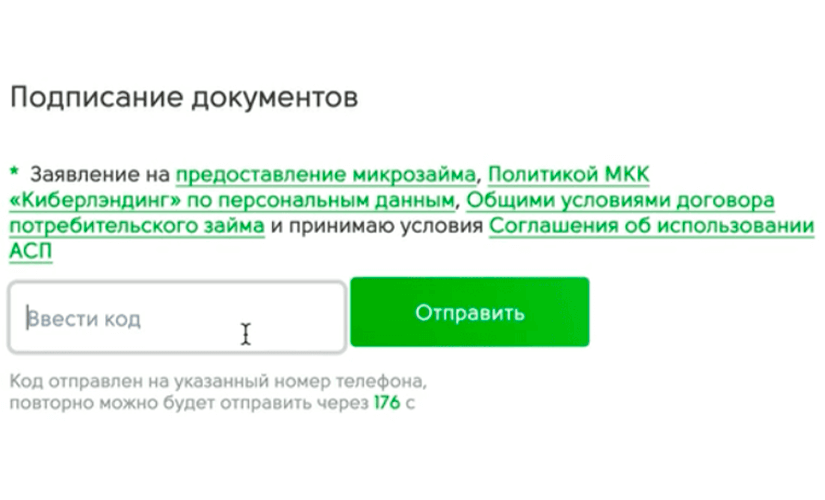 Подписание документов
* Заявление на предоставление микрозайма, Политикой МКК
«Киберлэндинг» по персональным данным, Общими условиями договора
потребительского займа и принимаю условия Соглашения об использовании
АСП
Ввести код
Отправить
Код отправлен на указанный номер телефона,
повторно можно будет отправить через 176 с